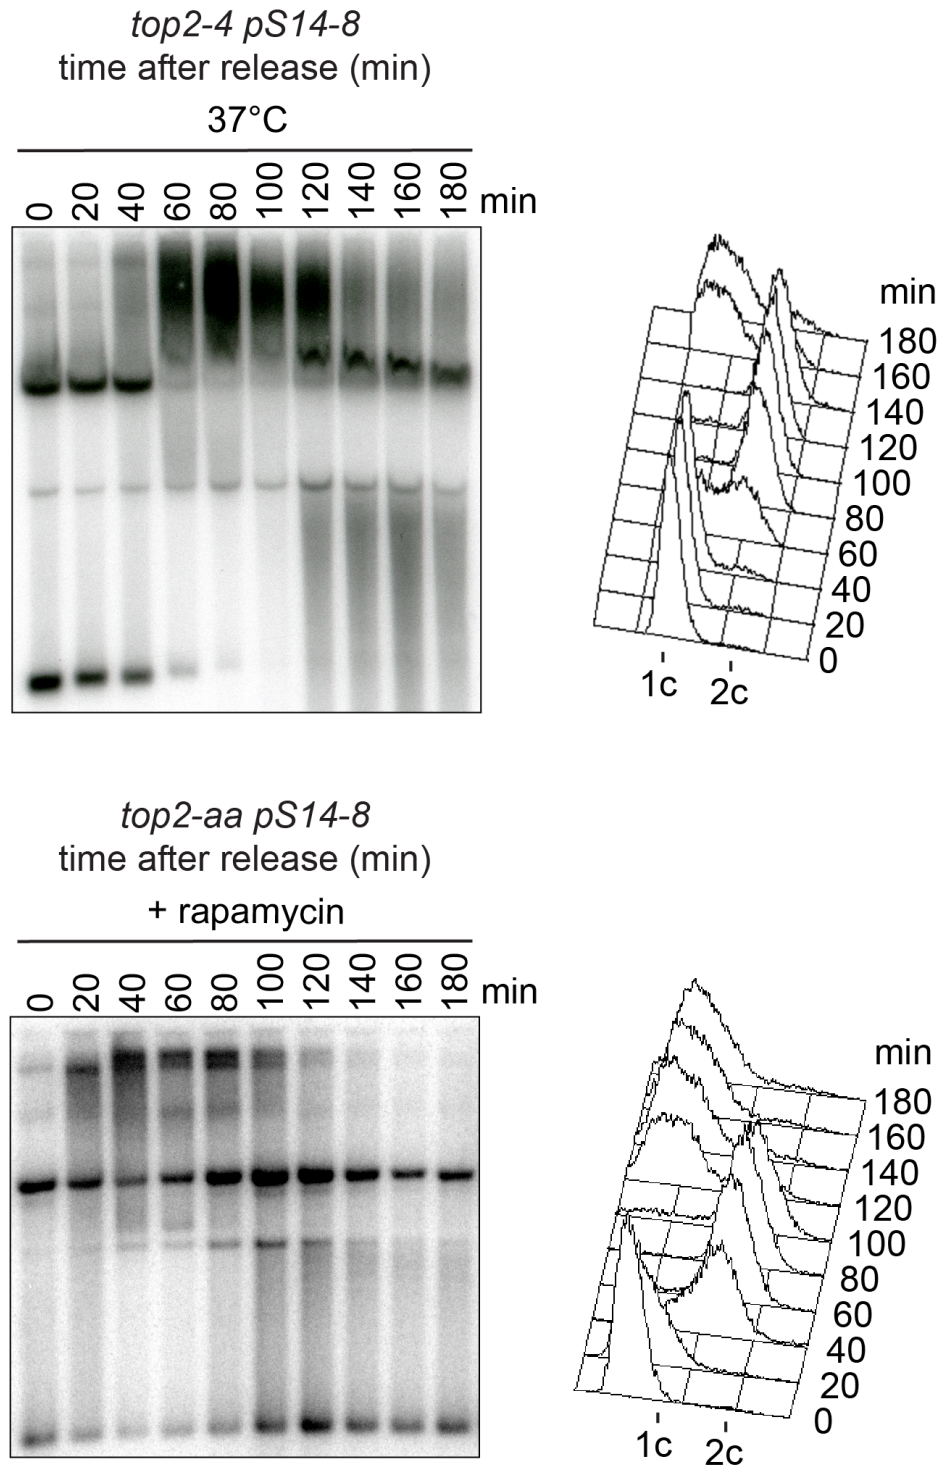 top2-4 pS14-8
time after release (min)
37°C
0 20 40 60 80 100 120 140 160 180 min
min
180
160
140
120
100
80
60
40
20
0
1c 2c
top2-aa pS14-8
time after release (min)
+ rapamycin
0 20 40 60 80 100 120 140 160 180 min
min
180
160
140
120
100
80
60
40
20
0
1c 2c